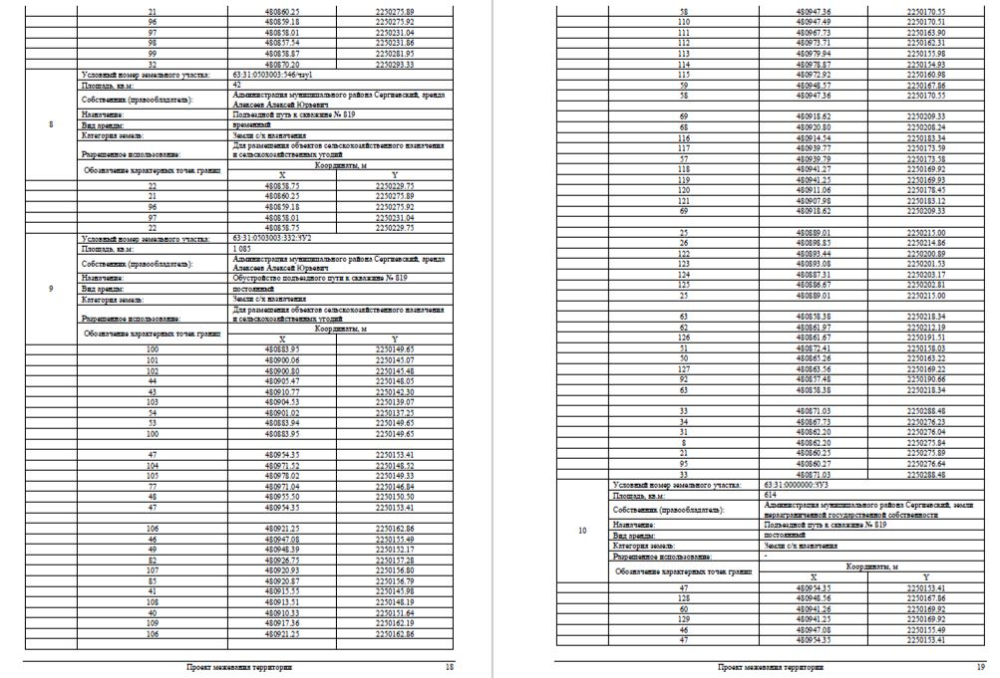 21 480860.25 2250275.89
96 480859.18 2250275.92
97 480858.01 2250231.04
98 480857.54 2250231.86
99 480858.87 2250281.95
32 480870.20 2250293.33
8
Условный номер земельного участка: 63:31:0503003:546/чзу1
Площадь, кв.м: 42
Собственник (правообладатель): Администрация муниципального района Сергиевский, аренда
Алексеев Алексей Юрьевич
Назначение: Подъездной путь к скважине № 819
Вид аренды: временный
Категория земель: Земли с/х назначения
Разрешенное использование: Для размещения объектов сельскохозяйственного назначения
и сельскохозяйственных угодий
Обозначение характерных точек границ Координаты, м
X Y
22 480858.75 2250229.75
21 480860.25 2250275.89
96 480859.18 2250275.92
97 480858.01 2250231.04
22 480858.75 2250229.75
9
Условный номер земельного участка: 63:31:0503003:332:ЗУ2
Площадь, кв.м: 1 085
Собственник (правообладатель): Администрация муниципального района Сергиевский, аренда
Алексеев Алексей Юрьевич
Назначение: Обустройство подъездного пути к скважине № 819
Вид аренды: постоянный
Категория земель: Земли с/х назначения
Разрешенное использование: Для размещения объектов сельскохозяйственного назначения
и сельскохозяйственных угодий
Обозначение характерных точек границ Координаты, м
X Y
100 480883.95 2250149.65
101 480900.06 2250145.07
102 480900.80 2250145.48
44 480905.47 2250148.05
43 480910.77 2250142.30
103 480904.53 2250139.07
54 480901.02 2250137.25
53 480883.94 2250149.65
100 480883.95 2250149.65
47 480954.35 2250153.41
104 480971.52 2250148.52
105 480978.02 2250149.33
77 480971.04 2250146.84
48 480955.50 2250150.50
47 480954.35 2250153.41
106 480921.25 2250162.86
46 480947.08 2250155.49
49 480948.39 2250152.17
82 480926.75 2250157.28
107 480920.93 2250156.80
85 480920.87 2250156.79
41 480915.55 2250145.98
108 480913.51 2250148.19
40 480910.33 2250151.64
109 480917.36 2250162.19
106 480921.25 2250162.86
Проект межевания территории 18
58 480947.36 2250170.55
110 480947.49 2250170.51
111 480967.73 2250163.90
112 480973.71 2250162.31
113 480979.94 2250155.98
114 480978.87 2250154.93
115 480972.92 2250160.98
59 480948.57 2250167.86
58 480947.36 2250170.55
69 480918.62 2250209.33
68 480920.80 2250208.24
116 480914.54 2250183.34
117 480939.77 2250173.59
57 480939.79 2250173.58
118 480941.27 2250169.92
119 480941.25 2250169.93
120 480911.06 2250178.45
121 480907.98 2250183.12
69 480918.62 2250209.33
25 480889.01 2250215.00
26 480898.85 2250214.86
122 480893.44 2250200.89
123 480893.08 2250201.53
124 480887.31 2250203.17
125 480886.67 2250202.81
25 480889.01 2250215.00
63 480858.38 2250218.34
62 480861.97 2250212.19
126 480861.67 2250191.51
51 480872.41 2250158.03
50 480865.26 2250163.22
127 480863.56 2250169.22
92 480857.48 2250190.66
63 480858.38 2250218.34
33 480871.03 2250288.48
34 480867.73 2250276.23
31 480862.20 2250276.04
8 480862.20 2250275.84
21 480860.25 2250275.89
95 480860.27 2250276.64
33 480871.03 2250288.48
10
Условный номер земельного участка: 63:31:0000000:ЗУ3
Площадь, кв.м: 614
Собственник (правообладатель): Администрация муниципального района Сергиевский, земли
неразграниченной государственной собственности
Назначение: Подъездной путь к скважине № 819
Вид аренды: постоянный
Категория земель: Земли с/х назначения
Разрешенное использование: -
Обозначение характерных точек границ Координаты, м
X Y
47 480954.35 2250153.41
128 480948.56 2250167.86
60 480941.26 2250169.92
129 480941.25 2250169.92
46 480947.08 2250155.49
47 480954.35 2250153.41
Проект межевания территории 19